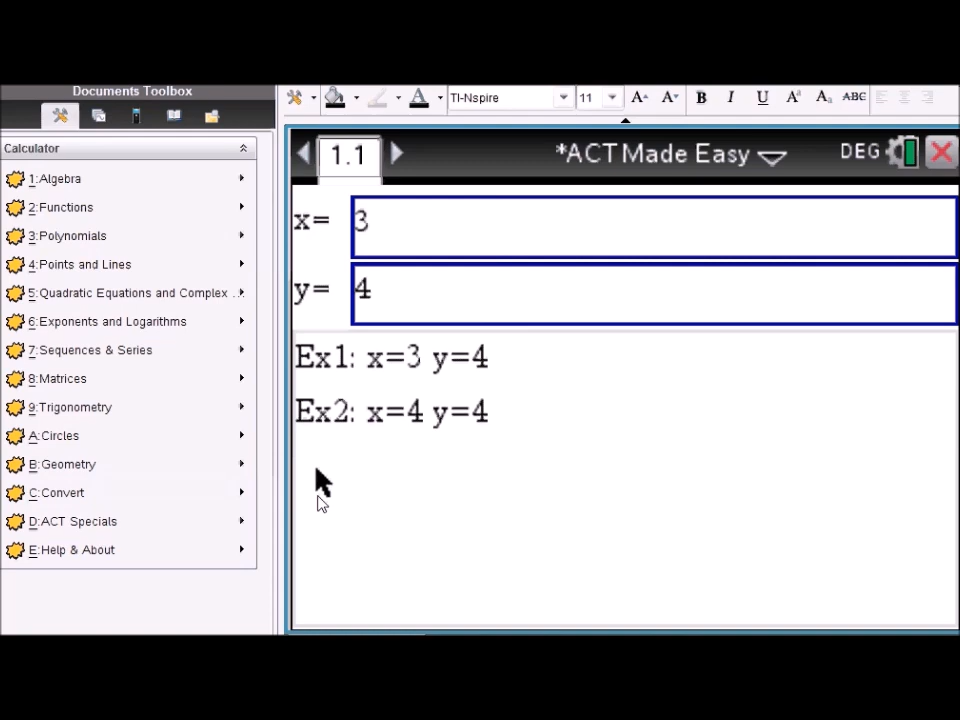 Documents Toolbox
TI-Nspire 11 A A B I U A A ABC
Calculator
1:Algebra
2:Functions
3:Polynomials
4:Points and Lines
5:Quadratic Equations and Complex ...
6:Exponents and Logarithms
7:Sequences & Series
8:Matrices
9:Trigonometry
A:Circles
B:Geometry
C:Convert
D:ACT Specials
E:Help & About
1.1 *ACT Made Easy DEG
x= 3
y= 4
Ex1: x=3 y=4
Ex2: x=4 y=4